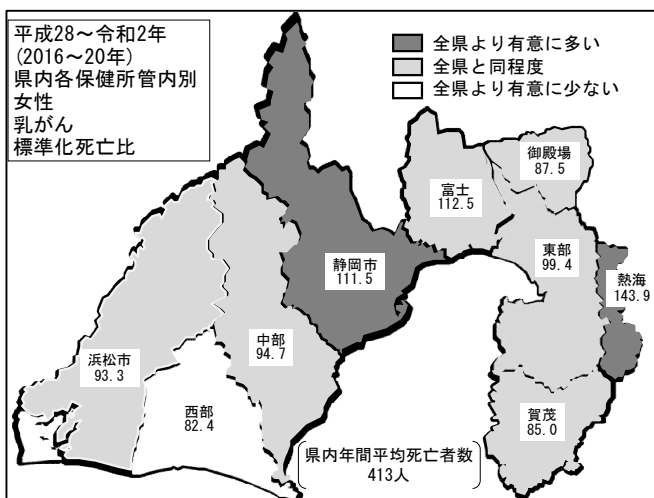 平成28～令和2年
(2016～20年)
県内各保健所管内別
女性
乳がん
標準化死亡比
全県より有意に多い
全県と同程度
全県より有意に少ない
御殿場
87.5
富士
112.5
東部
99.4
熱海
143.9
静岡市
111.5
中部
94.7
浜松市
93.3
西部
82.4
賀茂
85.0
県内年間平均死亡者数
413人